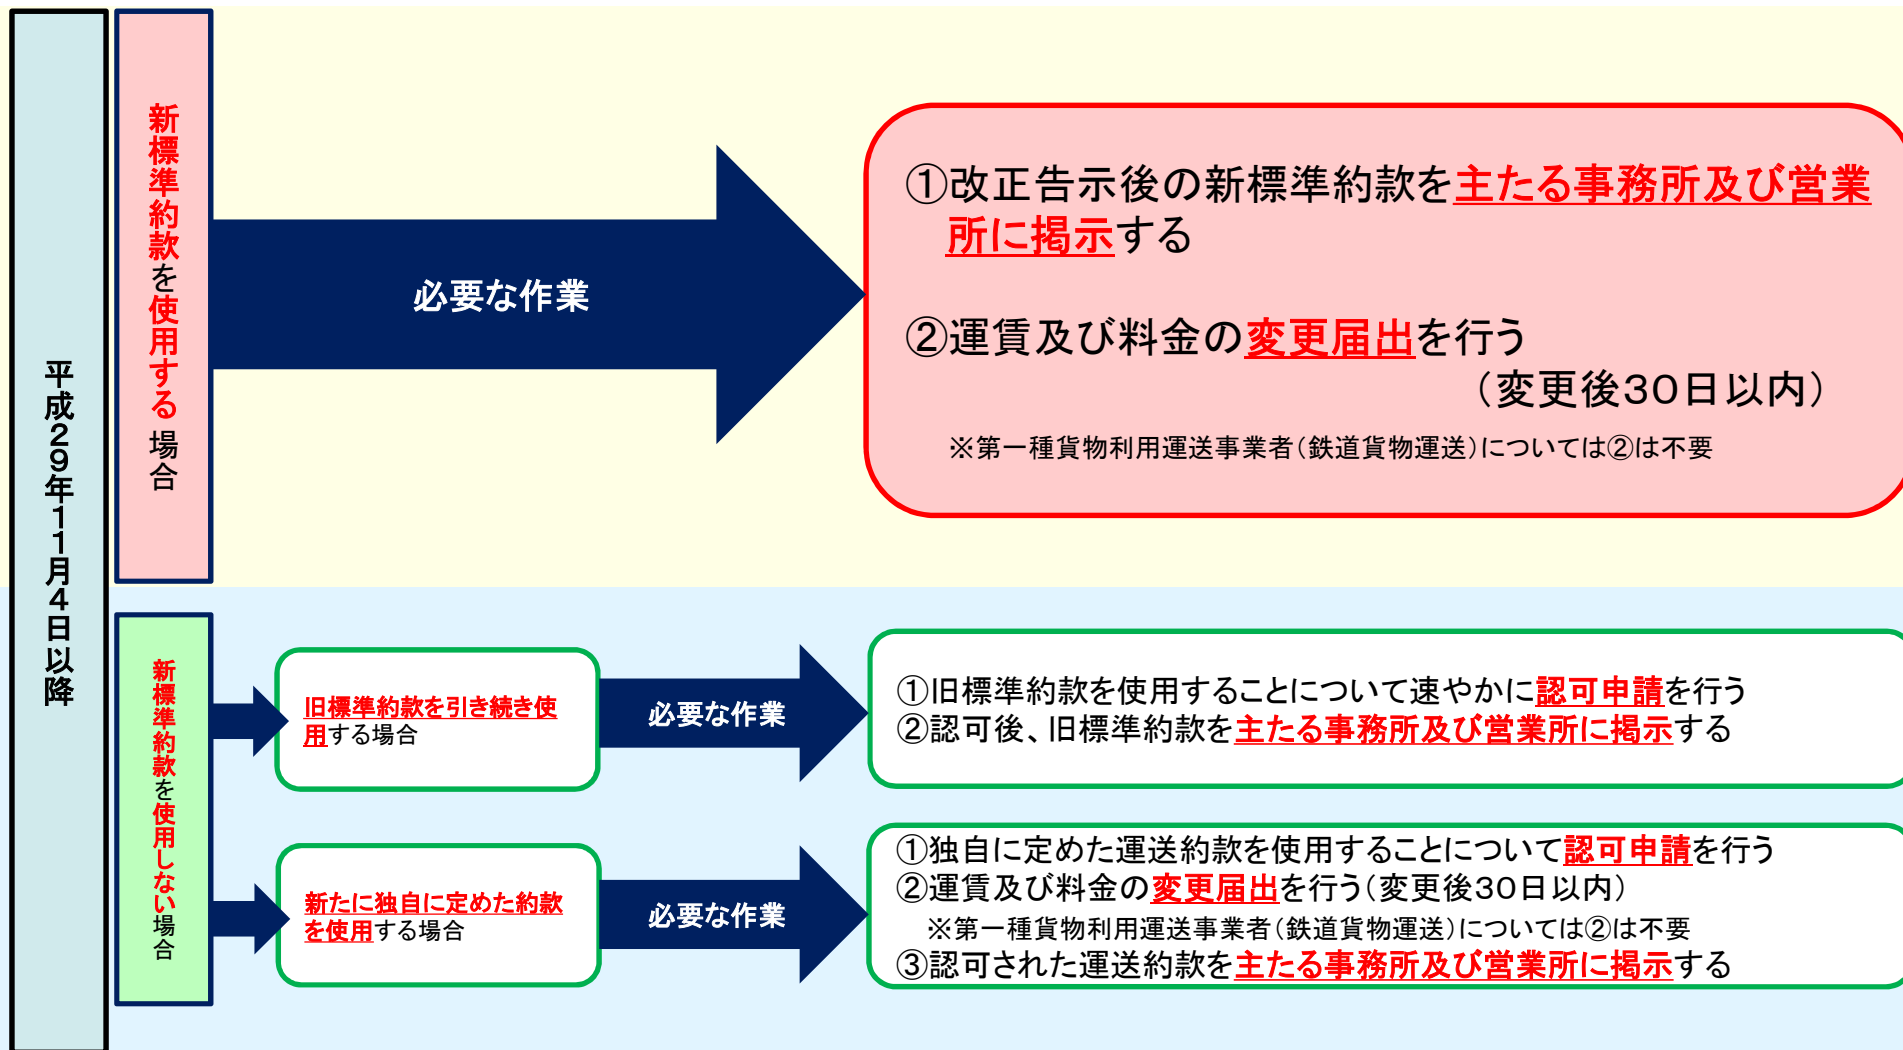 平成29年11月4日以降
新標準約款を使用する 場合
必要な作業
①改正告示後の新標準約款を主たる事務所及び営業
所に掲示する
②運賃及び料金の変更届出を行う
（変更後30日以内）
※第一種貨物利用運送事業者（鉄道貨物運送）については②は不要
新標準約款を使用しない場合
旧標準約款を引き続き使
用する場合
必要な作業
①旧標準約款を使用することについて速やかに認可申請を行う
②認可後、旧標準約款を主たる事務所及び営業所に掲示する
新たに独自に定めた約款
を使用する場合
必要な作業
①独自に定めた運送約款を使用することについて認可申請を行う
②運賃及び料金の変更届出を行う（変更後30日以内）
※第一種貨物利用運送事業者（鉄道貨物運送）については②は不要
③認可された運送約款を主たる事務所及び営業所に掲示する